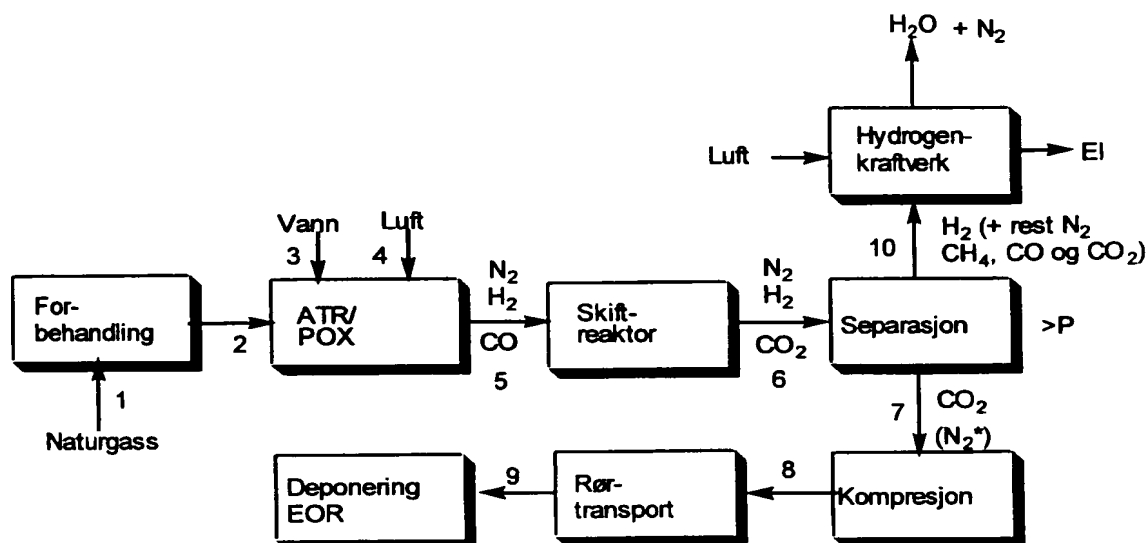 H₂O + N₂
Luft
Hydrogen-
kraftverk
El
Vann
3
Luft
4
N₂
H₂
CO
5
N₂
H₂
CO₂
6
10
H₂ (+ rest N₂
CH₄, CO og CO₂)
For-
behandling
2
ATR/
POX
Skift-
reaktor
Separasjon
>P
1
Naturgass
7
CO₂
(N₂*)
Deponering
EOR
9
Rør-
transport
8
Kompresjon